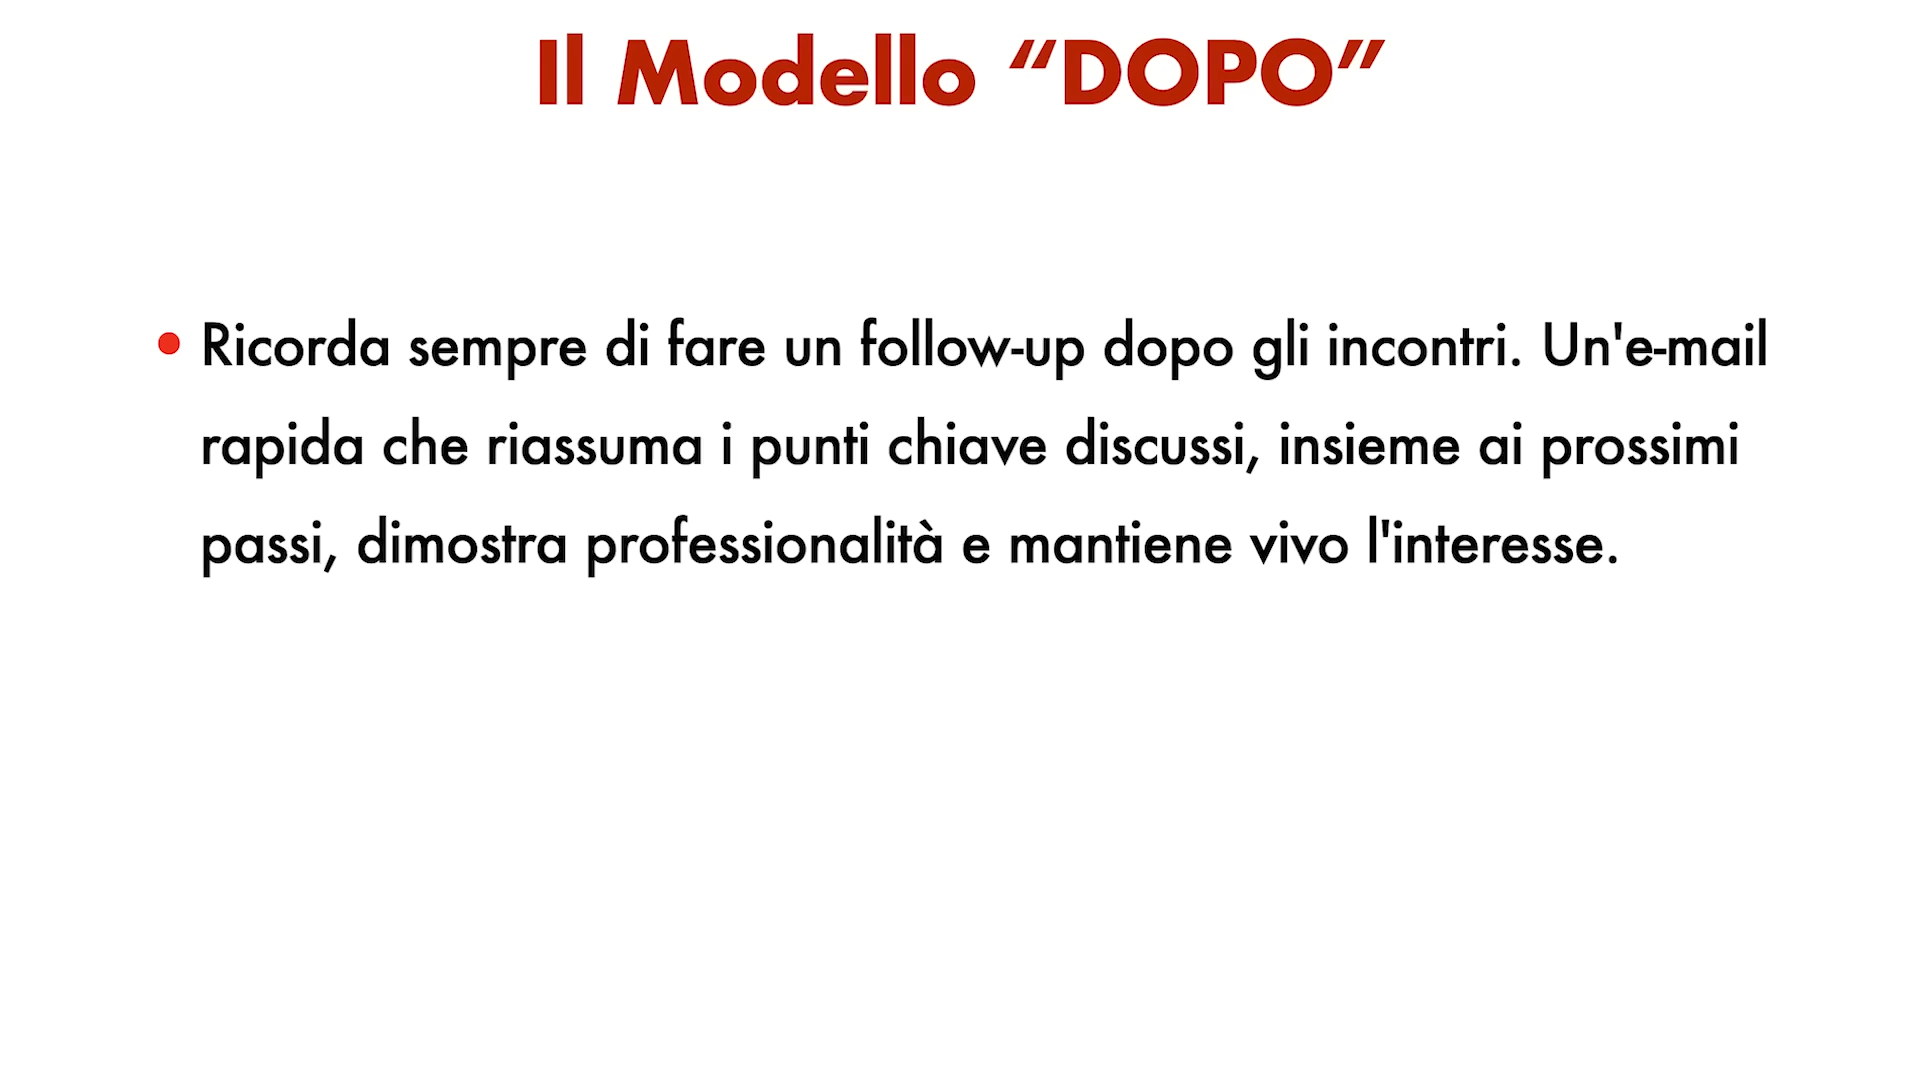 Il Modello “DOPO”
• Ricorda sempre di fare un follow-up dopo gli incontri. Un'e-mail
rapida che riassuma i punti chiave discussi, insieme ai prossimi
passi, dimostra professionalità e mantiene vivo l'interesse.